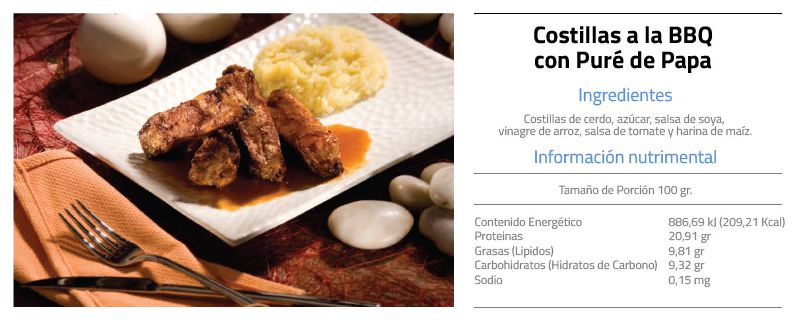 Costillas a la BBQ
con Puré de Papa
Ingredientes
Costillas de cerdo, azúcar, salsa de soya,
vinagre de arroz, salsa de tomate y harina de maíz.
Información nutrimental
Tamaño de Porción 100 gr.
Contenido Energético 886,69 kJ (209,21 Kcal)
Proteinas 20,91 gr
Grasas (Lipidos) 9,81 gr
Carbohidratos (Hidratos de Carbono) 9,32 gr
Sodio 0,15 mg